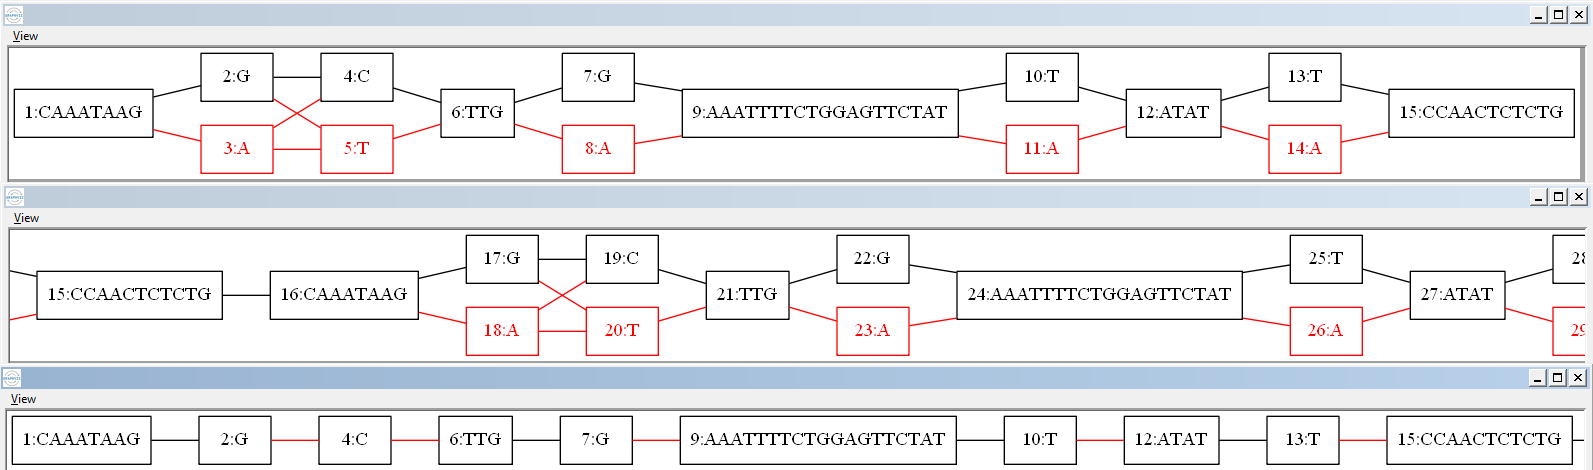 View
2:G 4:C 7:G 10:T 13:T
1:CAAATAAG 6:TTG 9:AAATTTTCTGGAGTTCTAT 12:ATAT 15:CCAACTCTCTG
3:A 5:T 8:A 11:A 14:A
View
17:G 19:C 22:G 25:T 28
15:CCAACTCTCTG 16:CAAATAAG 21:TTG 24:AAATTTTCTGGAGTTCTAT 27:ATAT
18:A 20:T 23:A 26:A 29
View
1:CAAATAAG 2:G 4:C 6:TTG 7:G 9:AAATTTTCTGGAGTTCTAT 10:T 12:ATAT 13:T 15:CCAACTCTCTG